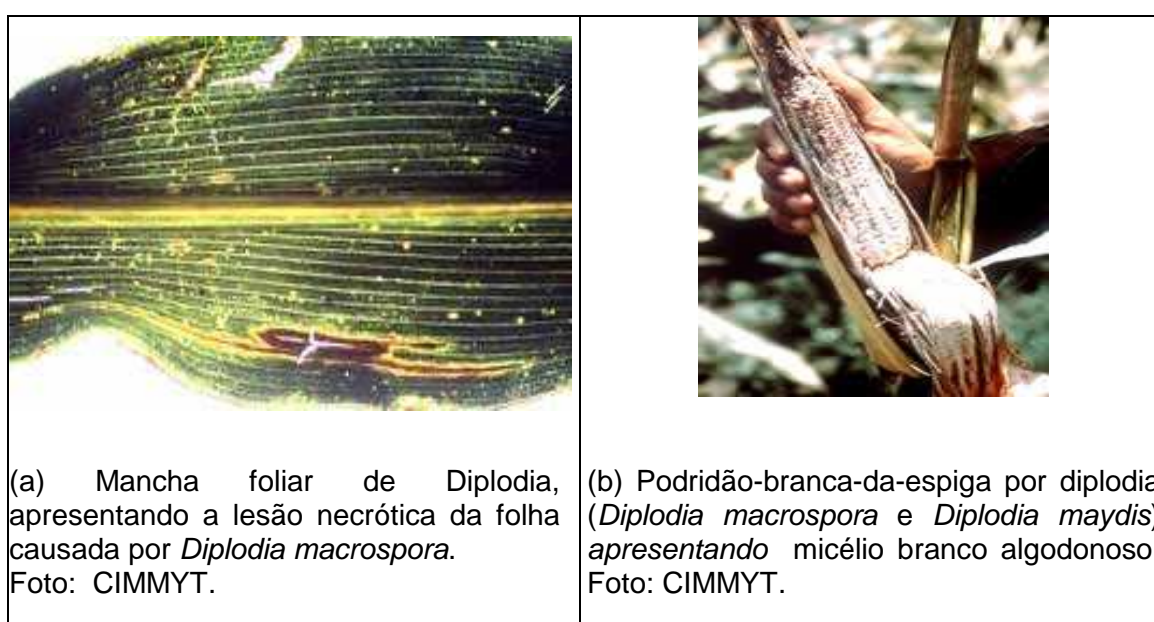 (a) Mancha foliar de Diplodia,
apresentando a lesão necrótica da folha
causada por Diplodia macrospora.
Foto: CIMMYT.
(b) Podridão-branca-da-espiga por diplodia
(Diplodia macrospora e Diplodia maydis)
apresentando micélio branco algodonoso
Foto: CIMMYT.